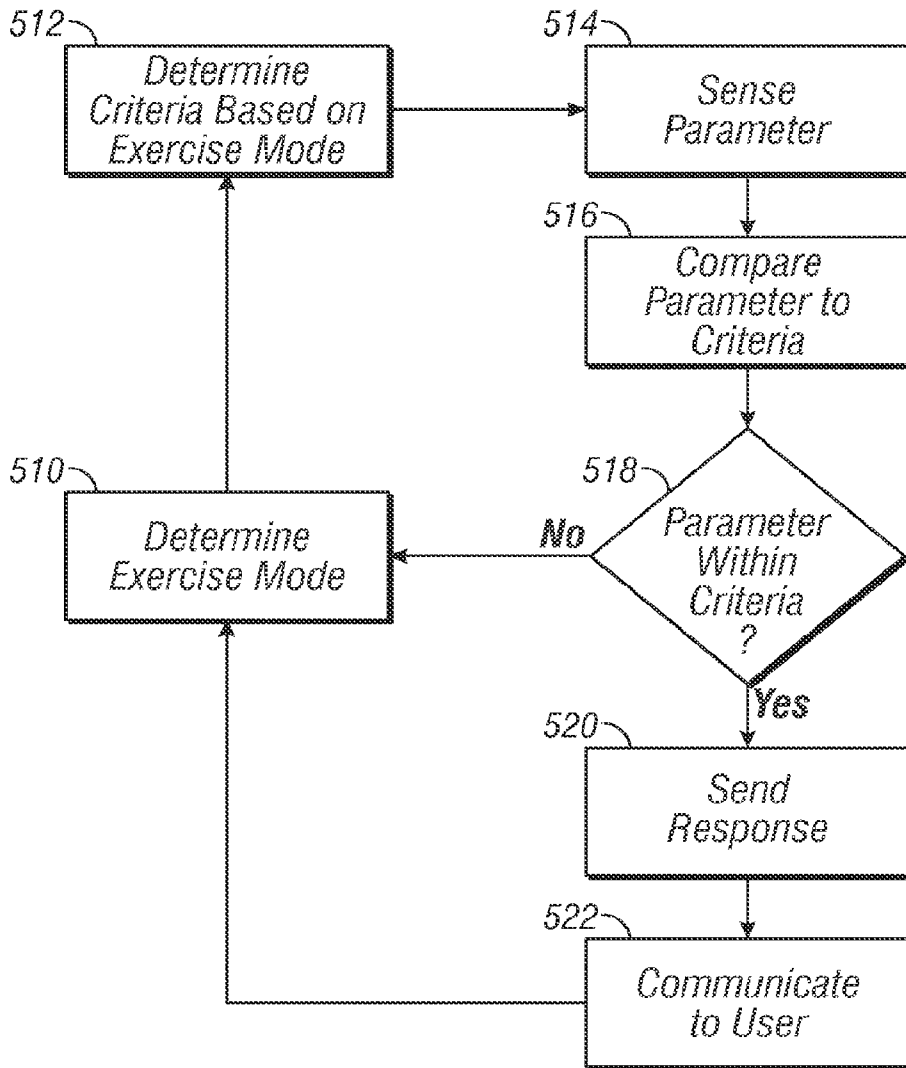 512
Determine
Criteria Based on
Exercise Mode
514
Sense
Parameter
516
Compare
Parameter to
Criteria
510
Determine
Exercise Mode
518
Parameter
Within
Criteria
?
No
Yes
520
Send
Response
522
Communicate
to User